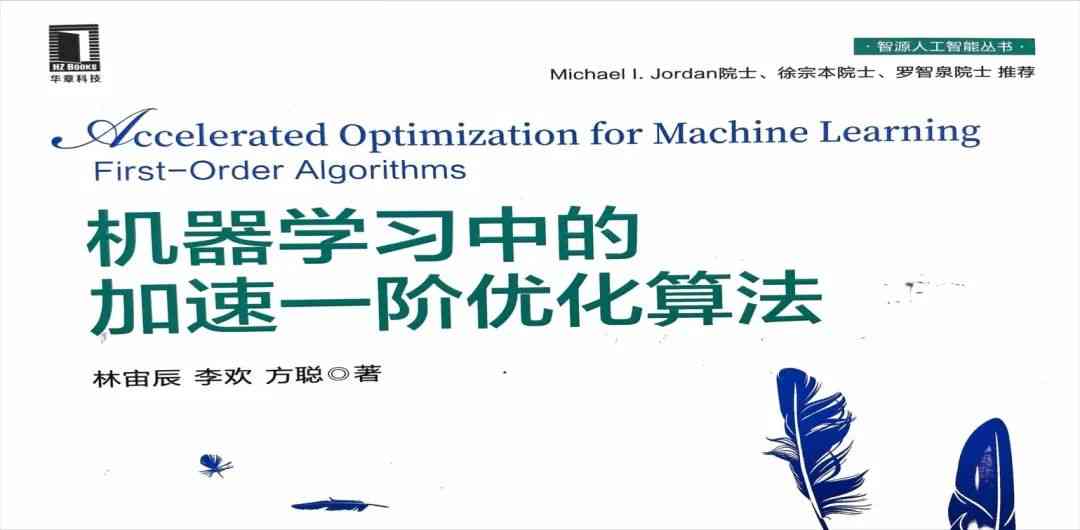 HZ BOOKS
华章科技
·智源人工智能丛书·
Michael I. Jordan院士、徐宗本院士、罗智泉院士 推荐
Accelerated Optimization for Machine Learning
First-Order Algorithms
机器学习中的
加速一阶优化算法
林宙辰 李欢 方聪◎著